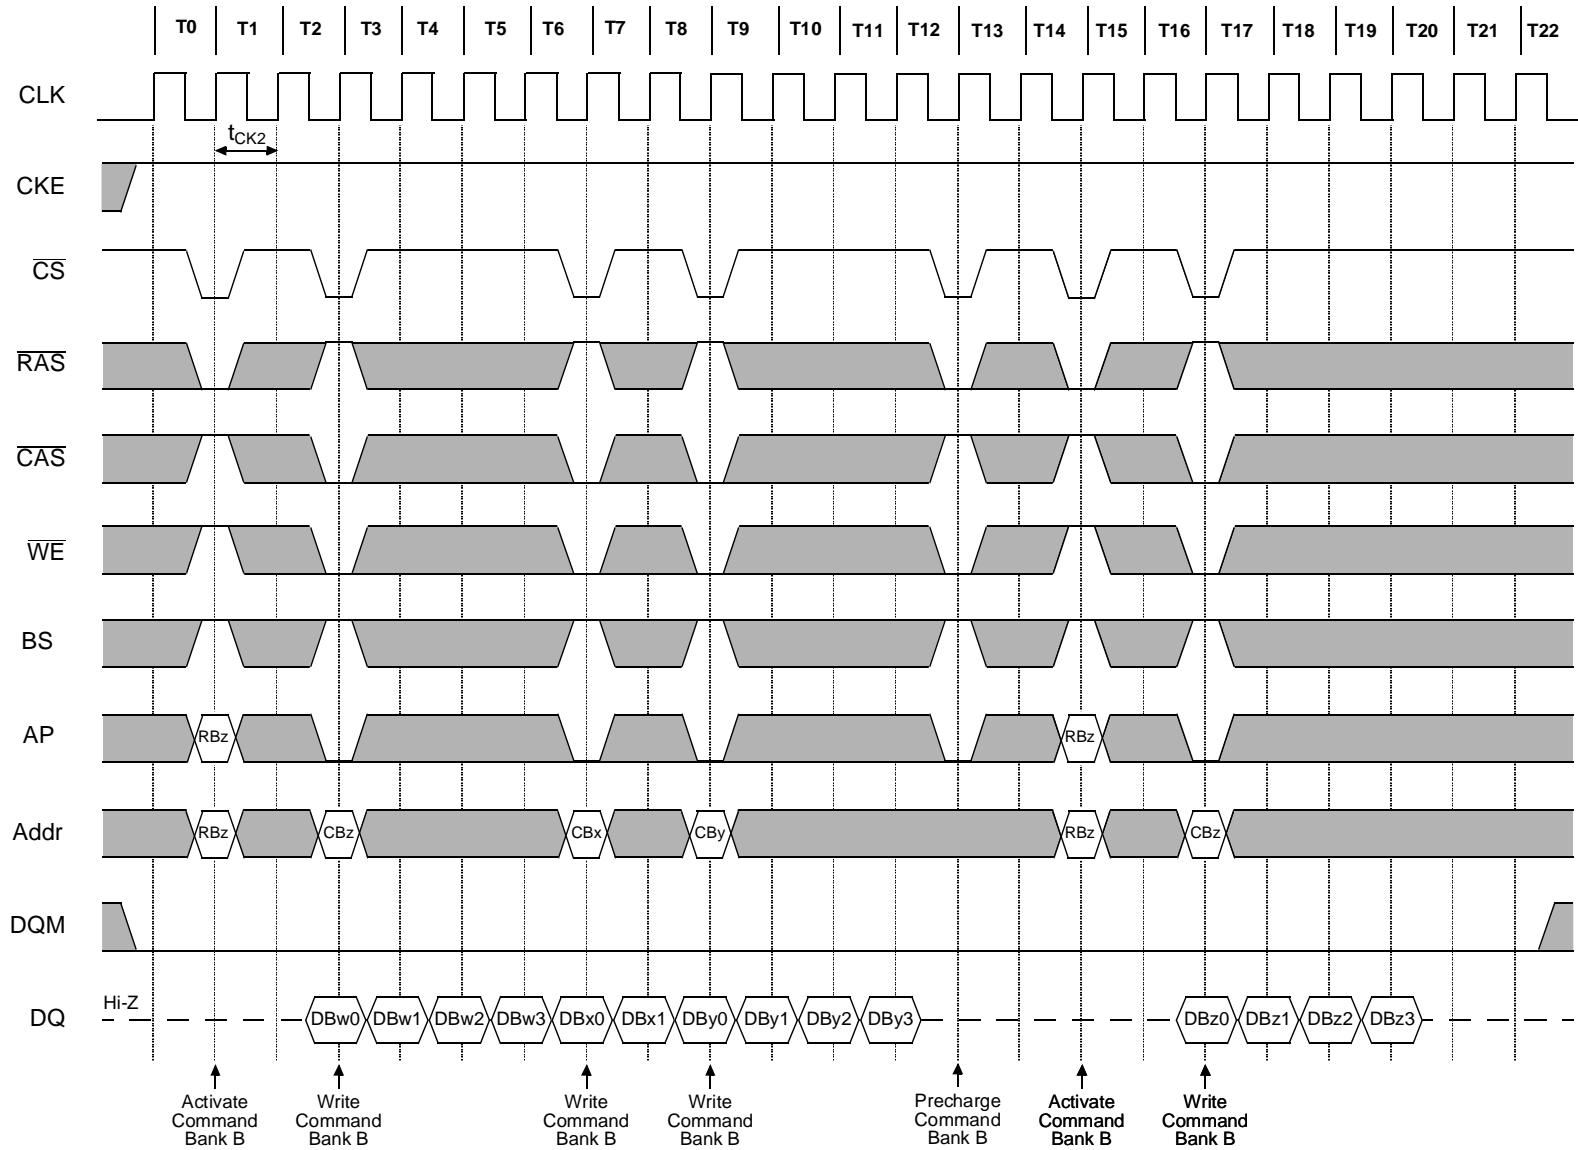 T0 T1 T2 T3 T4 T5 T6 T7 T8 T9 T10 T11 T12 T13 T14 T15 T16 T17 T18 T19 T20 T21 T22
CLK
tCK2
CKE
CS
RAS
CAS
WE
BS
AP
RBz RBz
Addr
RBz CBz CBx CBy RBz CBz
DQM
Hi-Z
DQ
DBw0 DBw1 DBw2 DBw3 DBx0 DBx1 DBy0 DBy1 DBy2 DBy3 DBz0 DBz1 DBz2 DBz3
Activate
Command
Bank B
Write
Command
Bank B
Write
Command
Bank B
Write
Command
Bank B
Precharge
Command
Bank B
Activate
Command
Bank B
Write
Command
Bank B